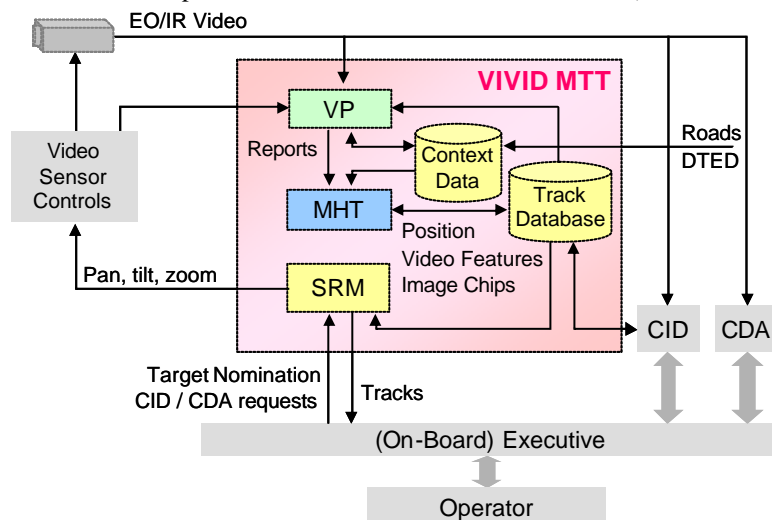 EO/IR Video
VIVID MTT
VP
Reports
Context
Data
Roads
DTED
Video
Sensor
Controls
MHT
Track
Database
Position
Video Features
Image Chips
Pan, tilt, zoom
SRM
CID
CDA
Target Nomination
CID / CDA requests
Tracks
(On-Board) Executive
Operator